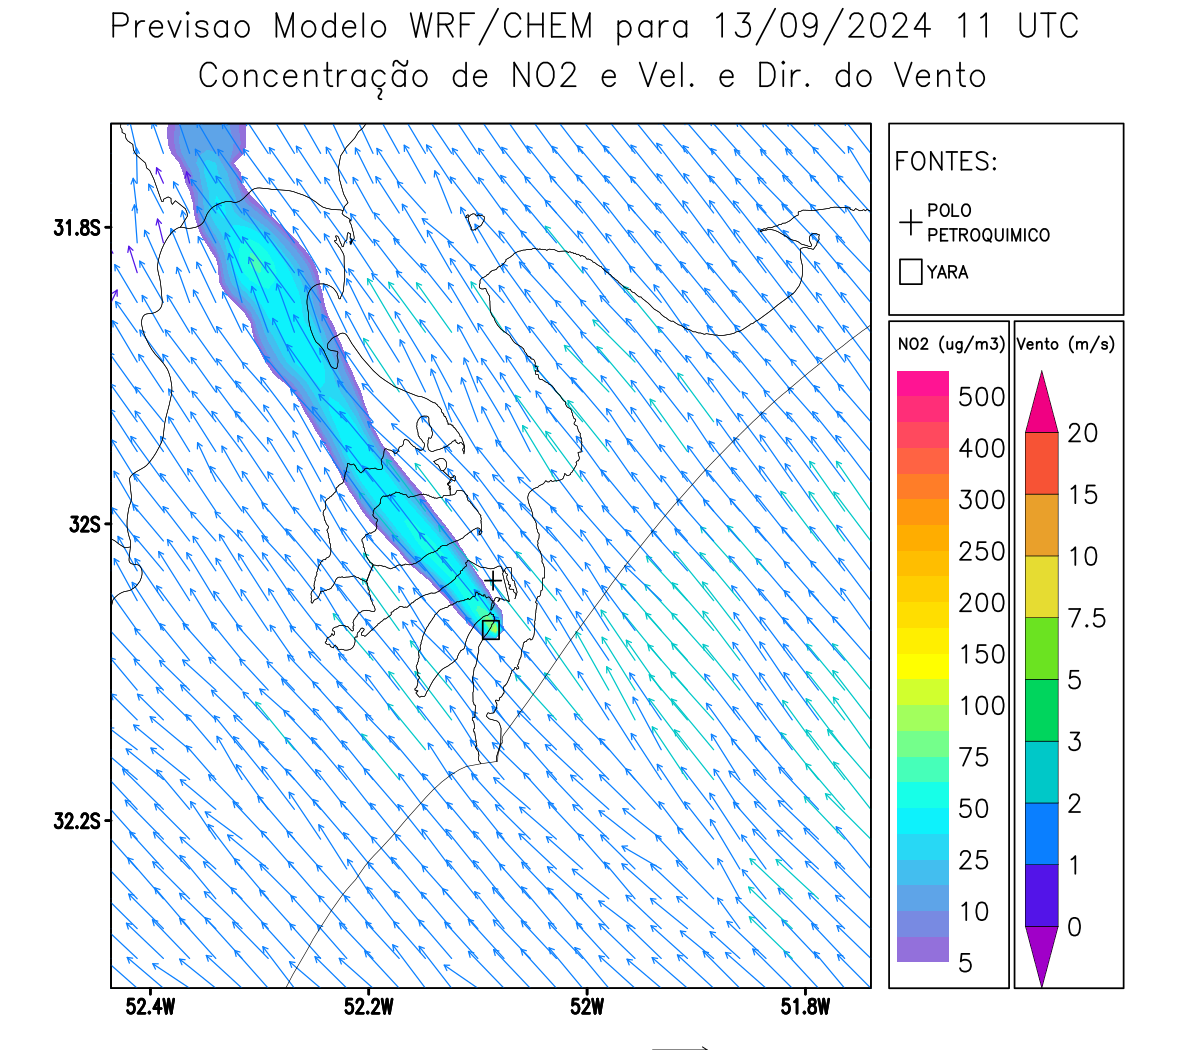 Previsao Modelo WRF/CHEM para 13/09/2024 11 UTC
Concentração de NO2 e Vel. e Dir. do Vento
FONTES:
POLO
PETROQUIMICO
YARA
NO2 (ug/m3)
500
400
300
250
200
150
100
75
50
25
10
5
Vento (m/s)
20
15
10
7.5
5
3
2
1
0
31.8S
32S
32.2S
52.4W
52.2W
52W
51.8W